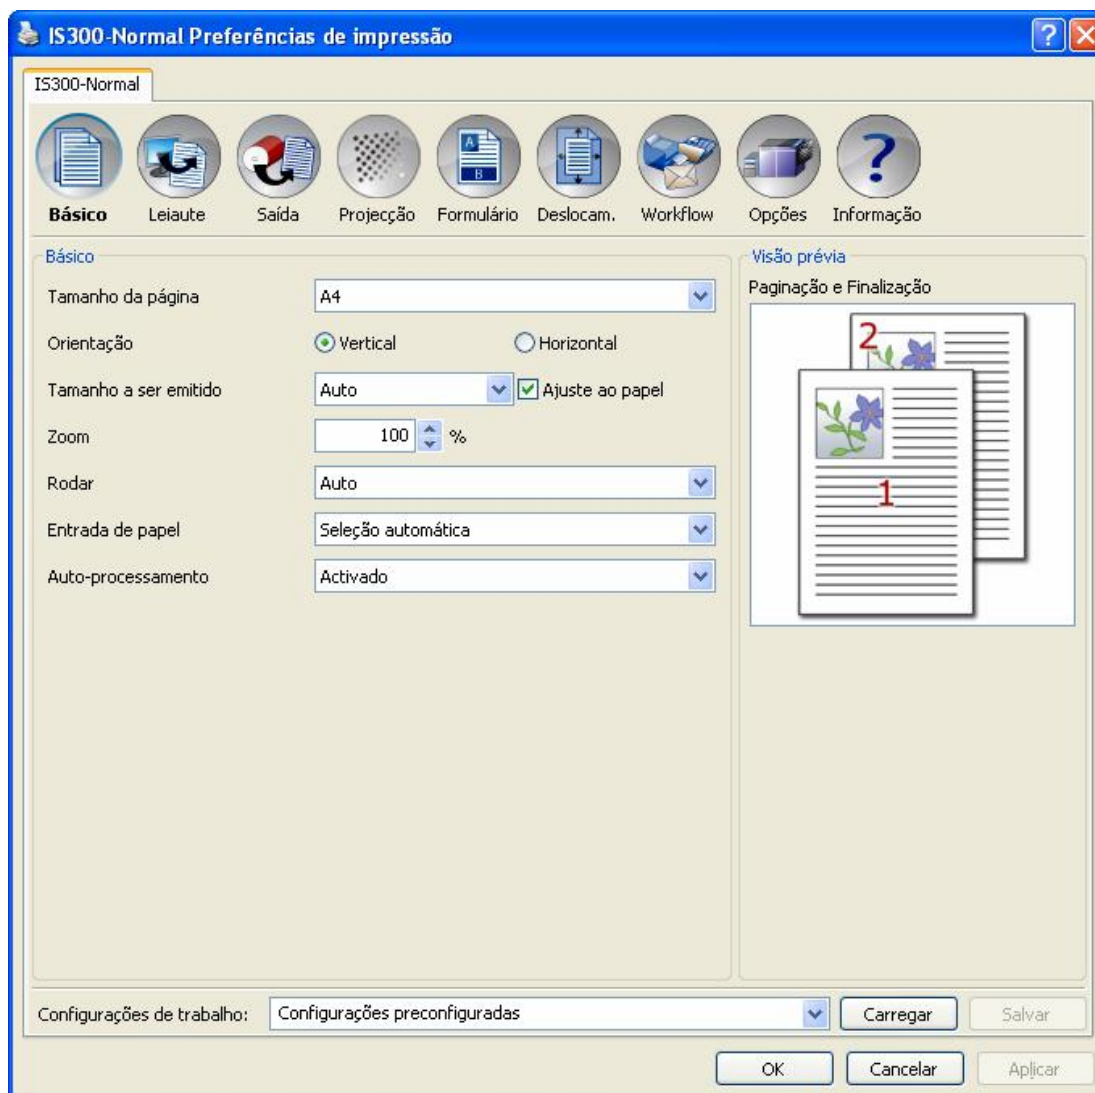 IS300-Normal Preferências de impressão
IS300-Normal
Básico Leiaute Saída Projecção Formulário Deslocam. Workflow Opções Informação
Básico
Tamanho da página A4
Orientação Vertical Horizontal
Tamanho a ser emitido Auto Ajuste ao papel
Zoom 100 %
Rodar Auto
Entrada de papel Seleção automática
Auto-processamento Activado
Visão prévia
Paginação e Finalização
2
1
Configurações de trabalho: Configurações preconfiguradas Carregar Salvar
OK Cancelar Aplicar